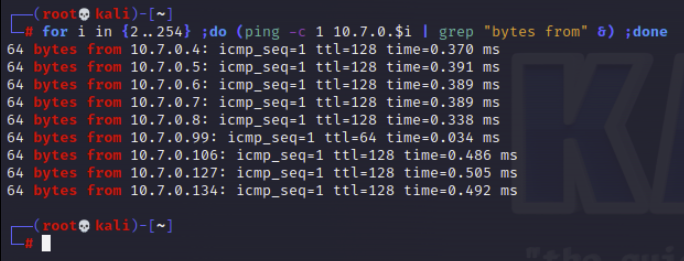 ┌──(root💀kali)-[~]
└─# for i in {2..254} ;do (ping -c 1 10.7.0.$i | grep "bytes from" &) ;done
64 bytes from 10.7.0.4: icmp_seq=1 ttl=128 time=0.370 ms
64 bytes from 10.7.0.5: icmp_seq=1 ttl=128 time=0.391 ms
64 bytes from 10.7.0.6: icmp_seq=1 ttl=128 time=0.389 ms
64 bytes from 10.7.0.7: icmp_seq=1 ttl=128 time=0.389 ms
64 bytes from 10.7.0.8: icmp_seq=1 ttl=128 time=0.338 ms
64 bytes from 10.7.0.99: icmp_seq=1 ttl=64 time=0.034 ms
64 bytes from 10.7.0.106: icmp_seq=1 ttl=128 time=0.486 ms
64 bytes from 10.7.0.127: icmp_seq=1 ttl=128 time=0.505 ms
64 bytes from 10.7.0.134: icmp_seq=1 ttl=128 time=0.492 ms
┌──(root💀kali)-[~]
└─#
"the qui